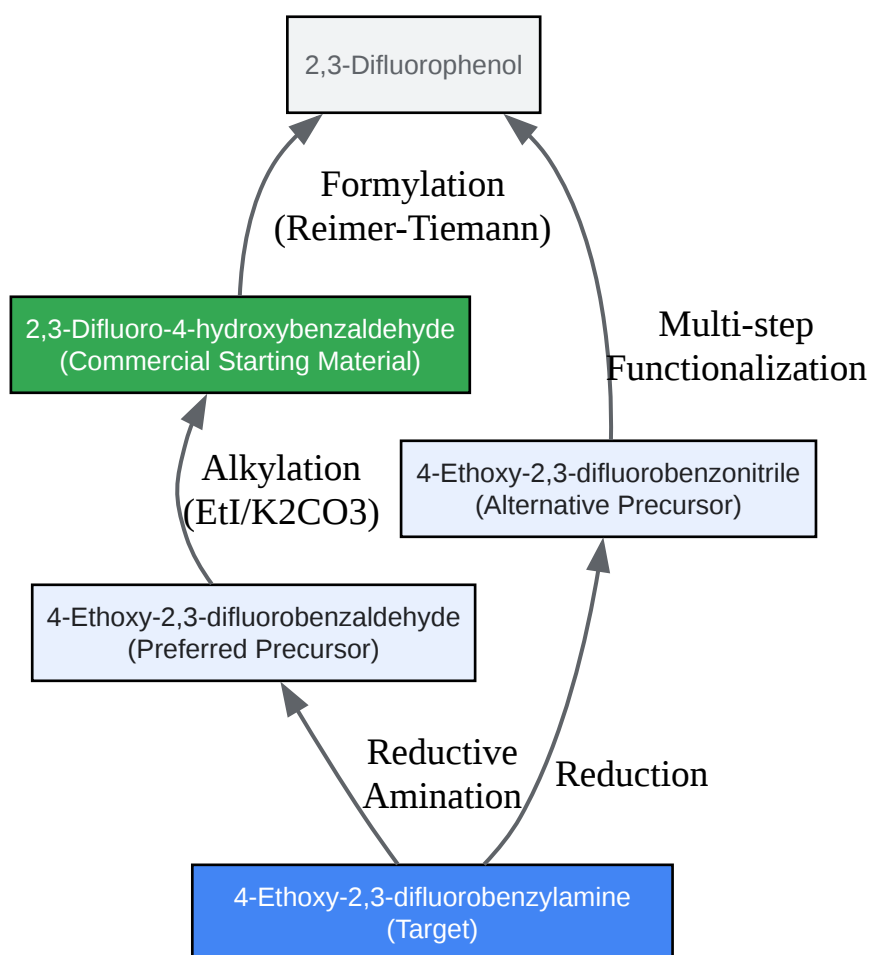 2,3-Difluorophenol
Formylation
(Reimer-Tiemann)
2,3-Difluoro-4-hydroxybenzaldehyde
(Commercial Starting Material)
Multi-step
Functionalization
Alkylation
(EtI/K2CO3)
4-Ethoxy-2,3-difluorobenzonitrile
(Alternative Precursor)
4-Ethoxy-2,3-difluorobenzaldehyde
(Preferred Precursor)
Reductive
Amination
Reduction
4-Ethoxy-2,3-difluorobenzylamine
(Target)